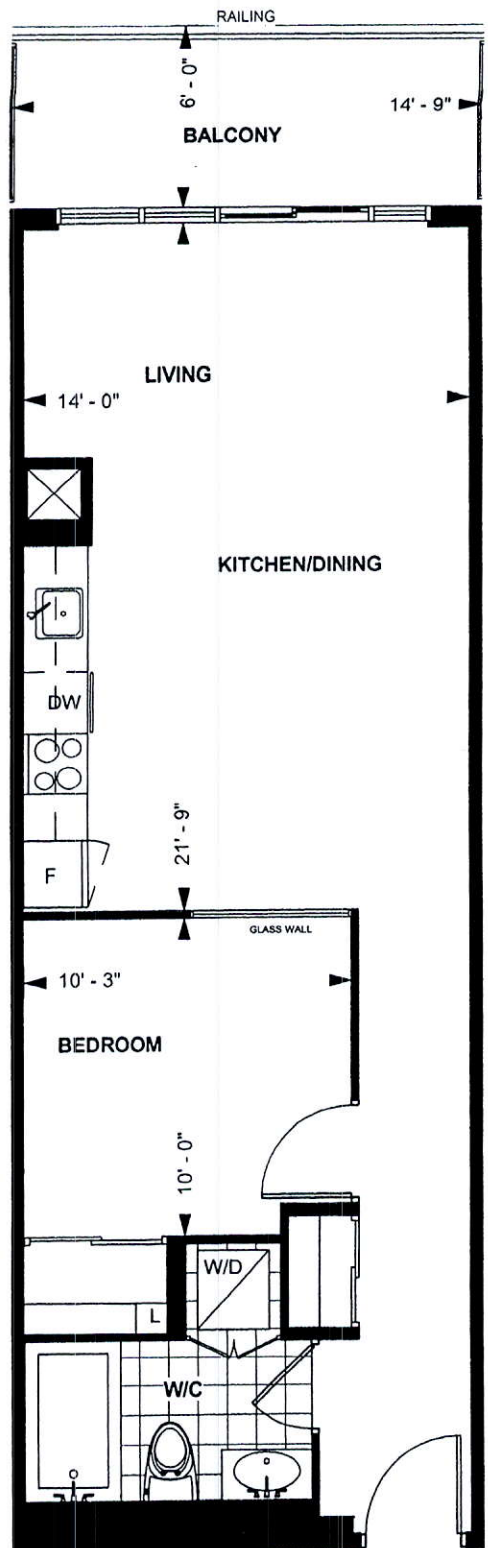 RAILING
6' - 0"
14' - 9"
BALCONY
LIVING
14' - 0"
KITCHEN/DINING
DW
21' - 9"
F
GLASS WALL
10' - 3"
BEDROOM
10' - 0"
W/D
L
W/C